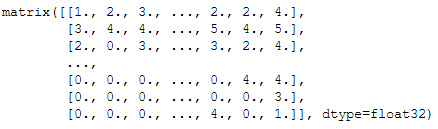 matrix([[1., 2., 3., ..., 2., 2., 4.],
        [3., 4., 4., ..., 5., 4., 5.],
        [2., 0., 3., ..., 3., 2., 4.],
        ...,
        [0., 0., 0., ..., 0., 4., 4.],
        [0., 0., 0., ..., 0., 0., 3.],
        [0., 0., 0., ..., 4., 0., 1.]], dtype=float32)